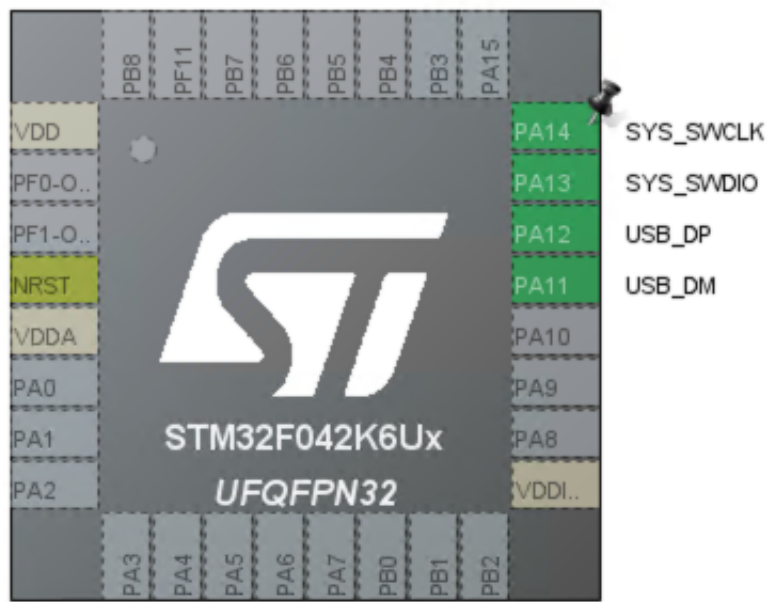 PB8
PF11
PB7
PB6
PB5
PB4
PB3
PA15
VDD
PF0-O..
PF1-O..
NRST
VDDA
PA0
PA1
PA2
PA14 SYS_SWCLK
PA13 SYS_SWDIO
PA12 USB_DP
PA11 USB_DM
PA10
PA9
PA8
VDDI..
ST
STM32F042K6Ux
UFQFPN32
PA3
PA4
PA5
PA6
PA7
PB0
PB1
PB2